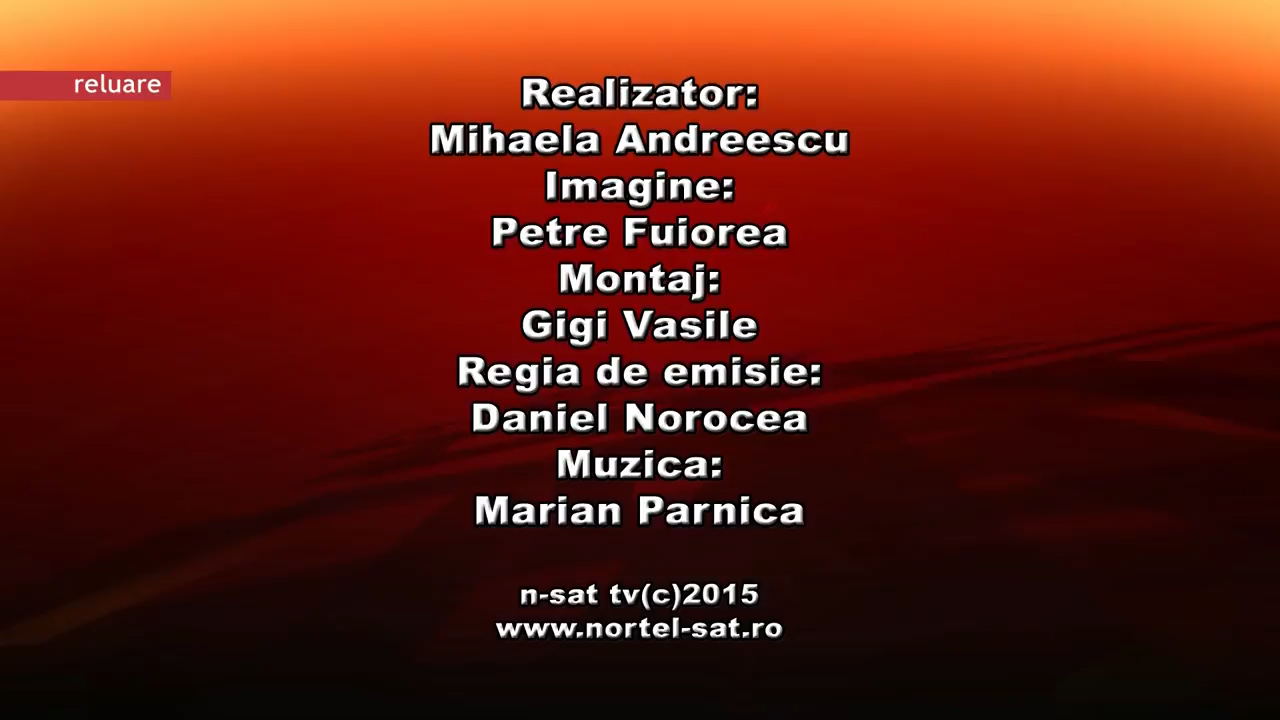 reluare
Realizator:
Mihaela Andreescu
Imagine:
Petre Fuiorea
Montaj:
Gigi Vasile
Regia de emisie:
Daniel Norocea
Muzica:
Marian Parnica
n-sat tv(c)2015
www.nortel-sat.ro